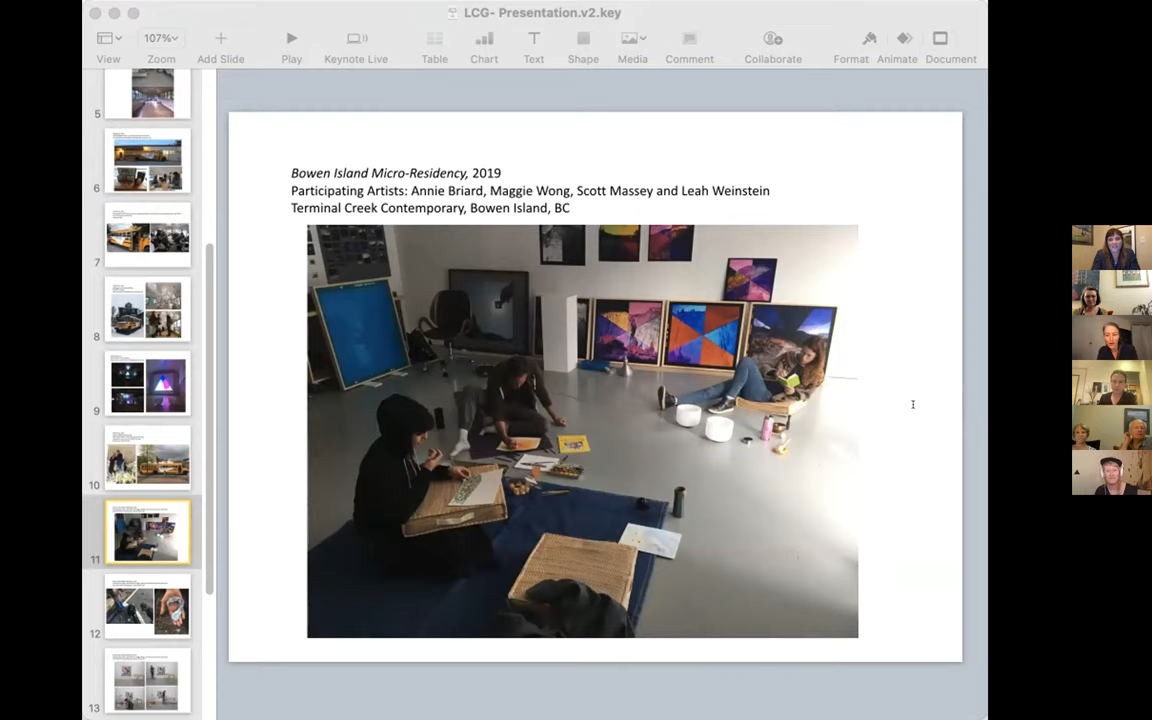 LCG- Presentation.v2.key
107%
View Zoom Add Slide Play Keynote Live Table Chart Text Shape Media Comment Collaborate Format Animate Document
5
6
7
8
9
10
11
12
13
Bowen Island Micro-Residency, 2019
Participating Artists: Annie Briard, Maggie Wong, Scott Massey and Leah Weinstein
Terminal Creek Contemporary, Bowen Island, BC